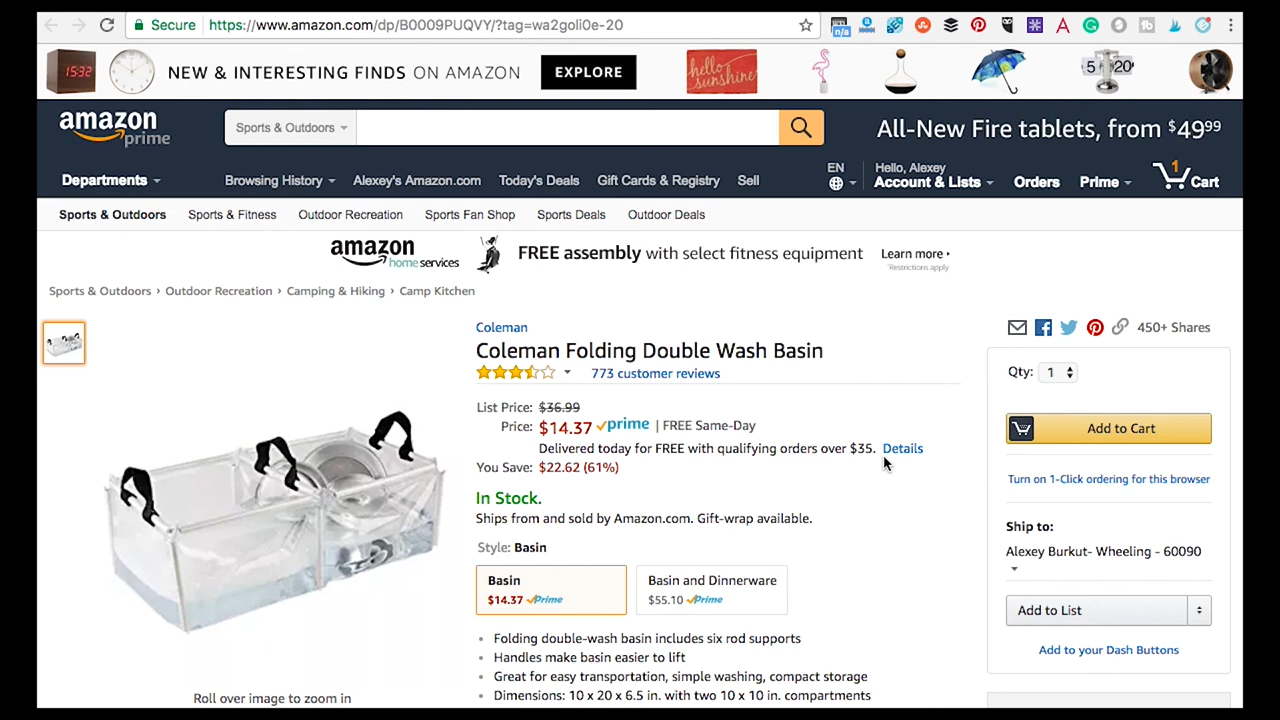 Secure https://www.amazon.com/dp/B0009PUQVY/?tag=wa2goli0e-20
n/a
15:32
NEW & INTERESTING FINDS ON AMAZON
EXPLORE
hello sunshine
5 20
amazon prime
Sports & Outdoors
All-New Fire tablets, from $49.99
Departments
Browsing History
Alexey's Amazon.com
Today's Deals
Gift Cards & Registry
Sell
EN
Hello, Alexey
Account & Lists
Orders
Prime
1
Cart
Sports & Outdoors
Sports & Fitness
Outdoor Recreation
Sports Fan Shop
Sports Deals
Outdoor Deals
amazon home services
FREE assembly with select fitness equipment
Learn more ›
*Restrictions apply
Sports & Outdoors › Outdoor Recreation › Camping & Hiking › Camp Kitchen
Coleman
Coleman Folding Double Wash Basin
773 customer reviews
List Price: $36.99
Price: $14.37 prime | FREE Same-Day
Delivered today for FREE with qualifying orders over $35. Details
You Save: $22.62 (61%)
In Stock.
Ships from and sold by Amazon.com. Gift-wrap available.
Style: Basin
Basin
$14.37 Prime
Basin and Dinnerware
$55.10 Prime
Folding double-wash basin includes six rod supports
Handles make basin easier to lift
Great for easy transportation, simple washing, compact storage
Dimensions: 10 x 20 x 6.5 in. with two 10 x 10 in. compartments
Roll over image to zoom in
450+ Shares
Qty: 1
Add to Cart
Turn on 1-Click ordering for this browser
Ship to:
Alexey Burkut- Wheeling - 60090
Add to List
Add to your Dash Buttons